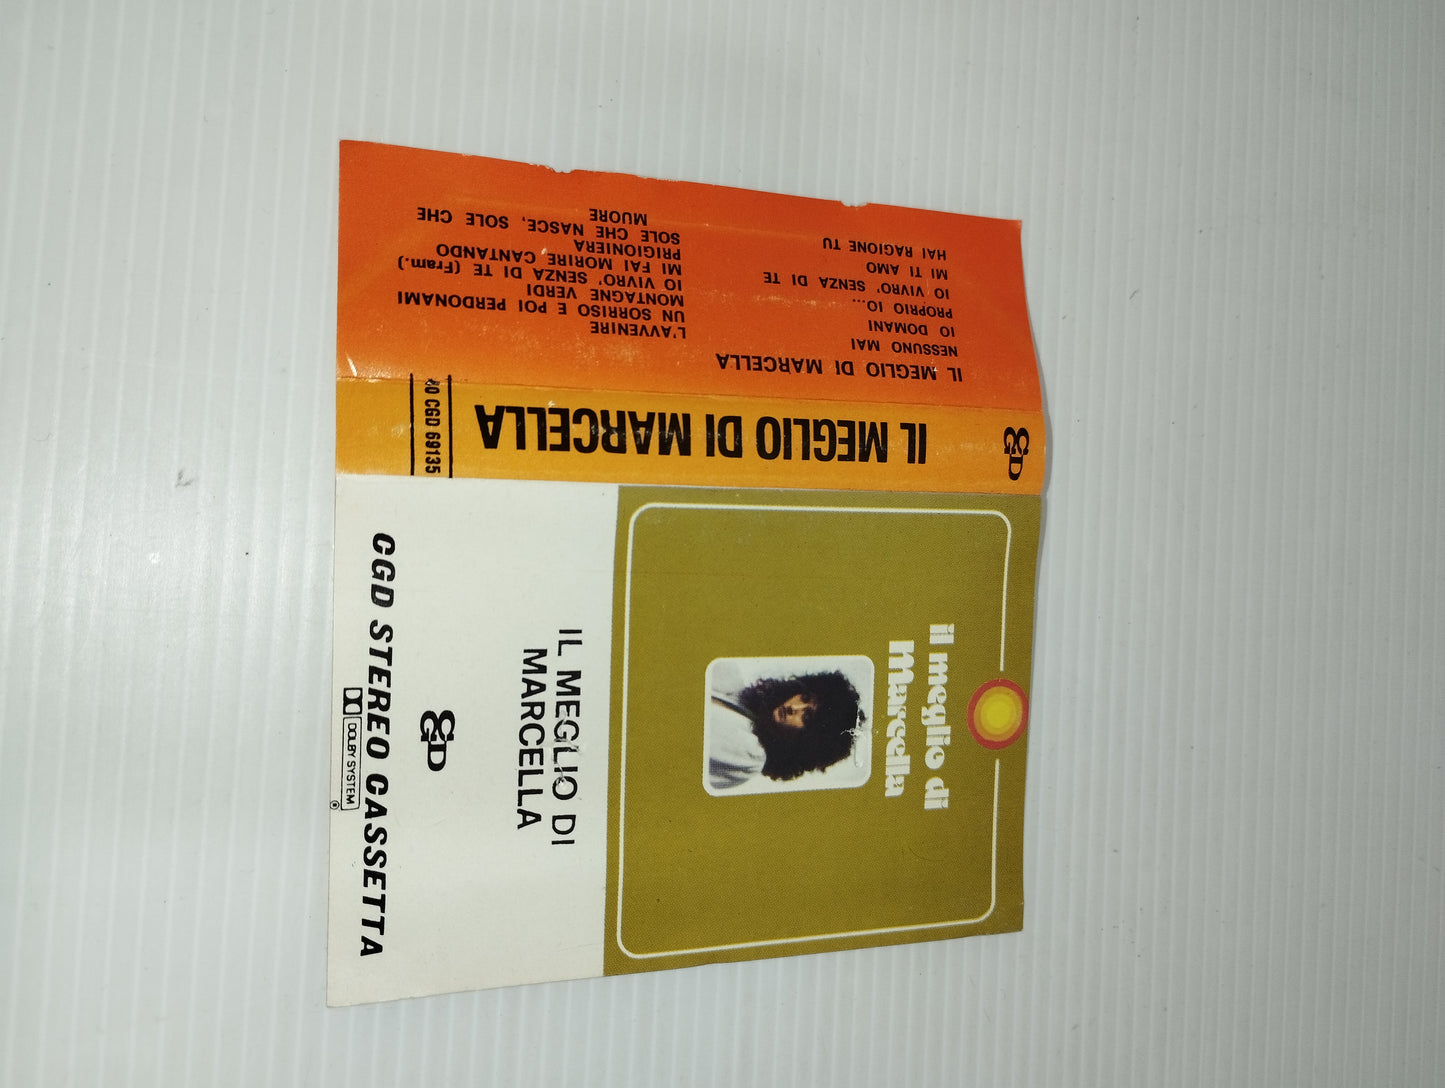 IL MEGLIO DI MARCELLA
NESSUNO MAI
IO DOMANI
PROPRIO IO...
IO VIVRO' SENZA DI TE
MI TI AMO
HAI RAGIONE TU
L'AVVENIRE
UN SORRISO E POI PERDONAMI
MONTAGNE VERDI
IO VIVRO' SENZA DI TE (Fram.)
MI FAI MORIRE CANTANDO
PRIGIONIERA
SOLE CHE NASCE, SOLE CHE
MUORE
CGD
IL MEGLIO DI MARCELLA
40 CGD 69135
il meglio di
Marcella
IL MEGLIO DI
MARCELLA
CGD
CGD STEREO CASSETTA
DOLBY SYSTEM ®